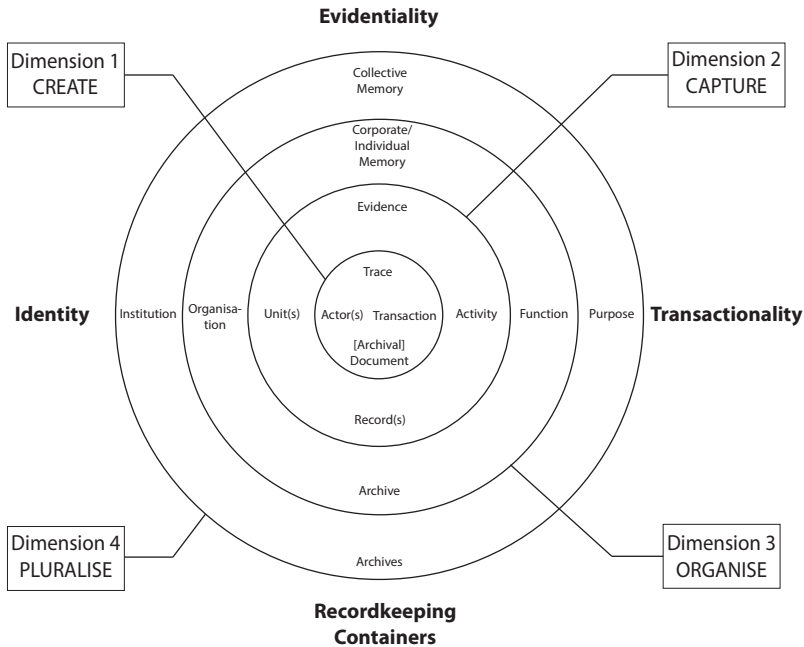 Evidentiality
Dimension 1
CREATE
Dimension 2
CAPTURE
Collective
Memory
Corporate/
Individual
Memory
Evidence
Trace
Identity
Institution
Organisa-
tion
Unit(s)
Actor(s)
Transaction
Activity
Function
Purpose
Transactionality
[Archival]
Document
Record(s)
Archive
Archives
Dimension 4
PLURALISE
Dimension 3
ORGANISE
Recordkeeping
Containers